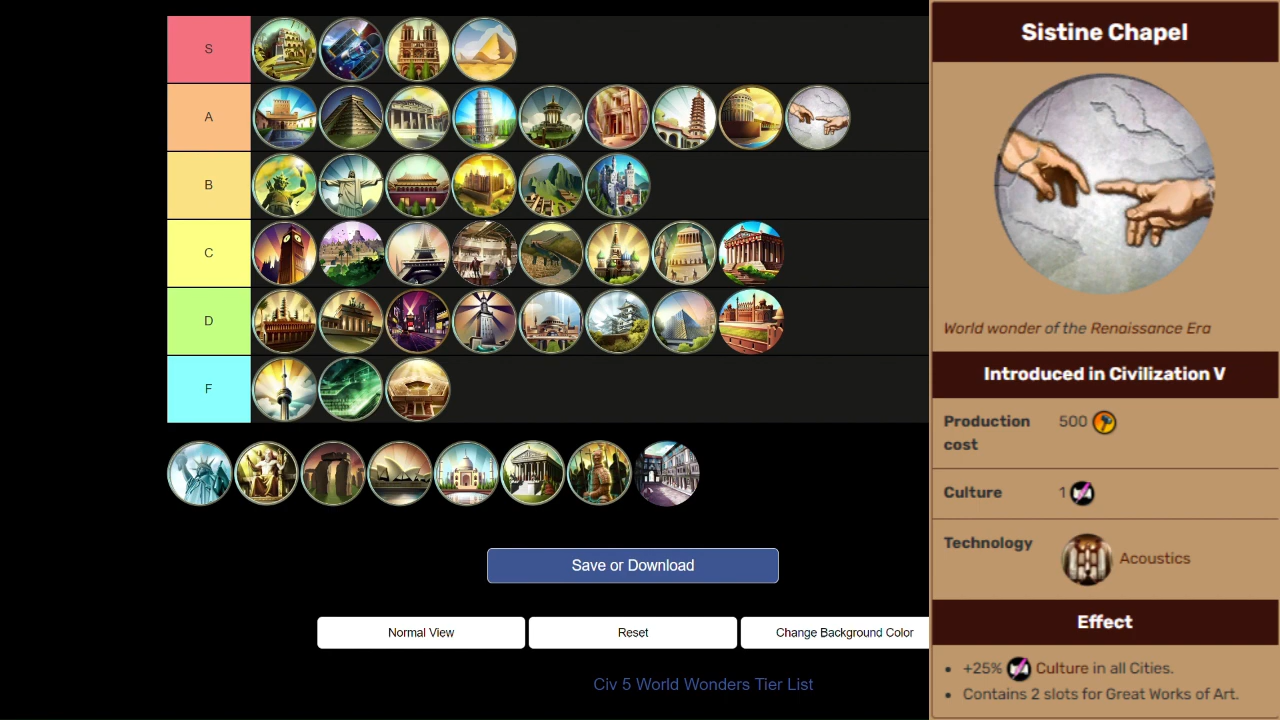 S
A
B
C
D
F
Save or Download
Normal View
Reset
Change Background Color
Civ 5 World Wonders Tier List
Sistine Chapel
World wonder of the Renaissance Era
Introduced in Civilization V
Production cost
500
Culture
1
Technology
Acoustics
Effect
+25% Culture in all Cities.
Contains 2 slots for Great Works of Art.